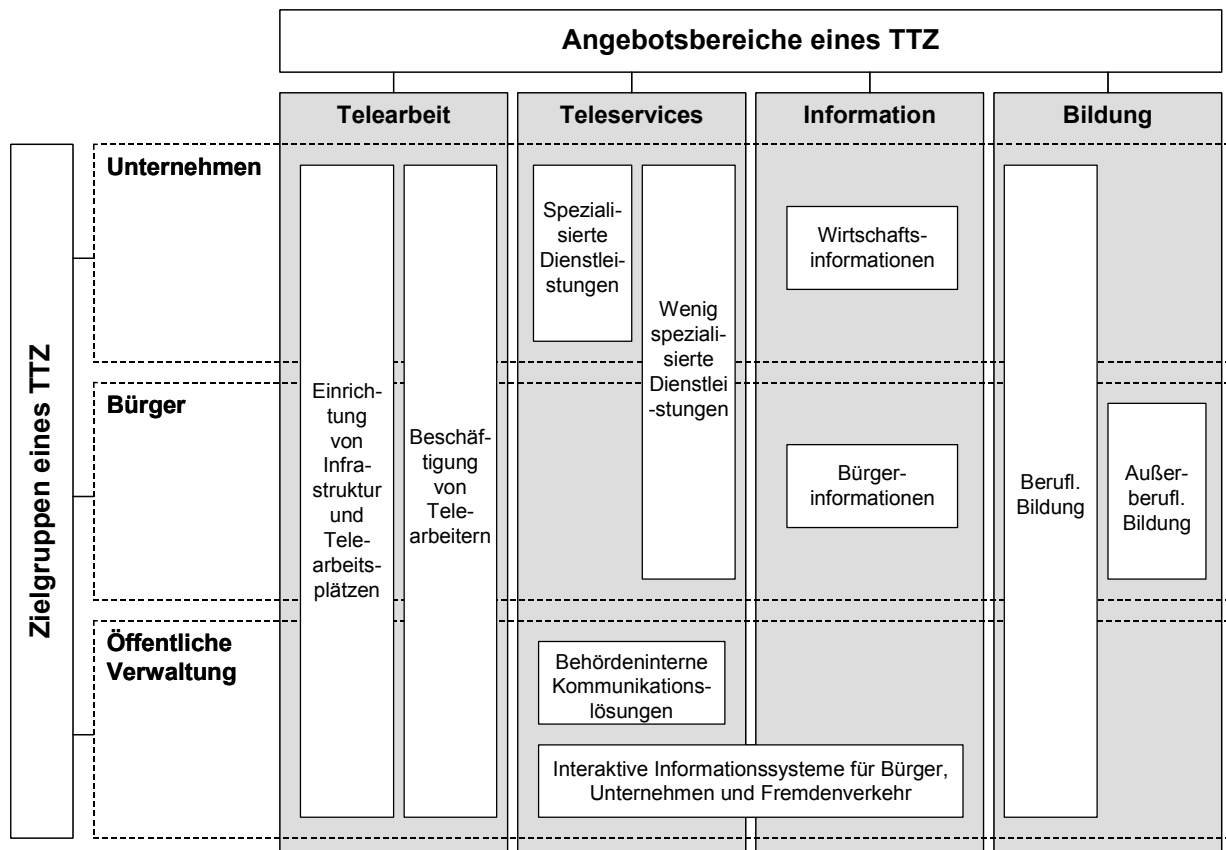 Angebotsbereiche eines TTZ
Telearbeit
Teleservices
Information
Bildung
Zielgruppen eines TTZ
Unternehmen
Bürger
Öffentliche
Verwaltung
Einrich-
tung
von
Infra-
struktur
und
Tele-
arbeits-
plätzen
Beschäf-
tigung
von
Tele-
arbeitern
Speziali-
sierte
Dienstlei-
stungen
Wenig
speziali-
sierte
Dienstlei
-stungen
Wirtschafts-
informationen
Bürger-
informationen
Berufl.
Bildung
Außer-
berufl.
Bildung
Behördeninterne
Kommunikations-
lösungen
Interaktive Informationssysteme für Bürger,
Unternehmen und Fremdenverkehr